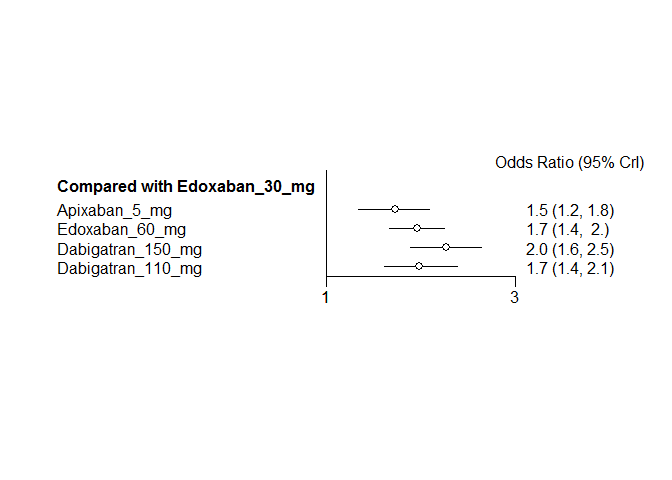 Odds Ratio (95% CrI)
Compared with Edoxaban_30_mg
Apixaban_5_mg 1.5 (1.2, 1.8)
Edoxaban_60_mg 1.7 (1.4,  2.)
Dabigatran_150_mg 2.0 (1.6, 2.5)
Dabigatran_110_mg 1.7 (1.4, 2.1)
1 3